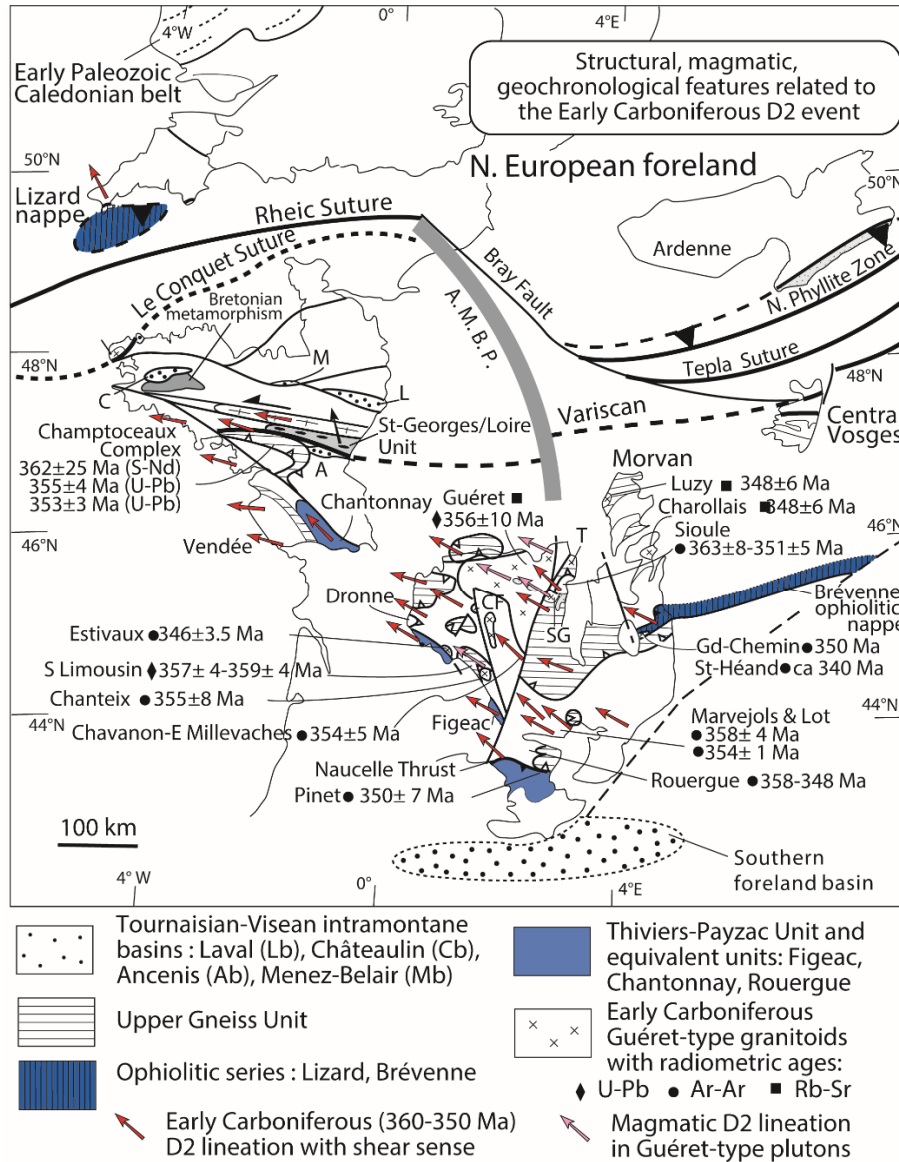 4°W
0°
4°E
Early Paleozoic
Caledonian belt
Structural, magmatic,
geochronological features related to
the Early Carboniferous D2 event
50°N
50°N
N. European foreland
Lizard
nappe
Rheic Suture
Ardenne
Le Conquet Suture
Bray Fault
N. Phyllite Zone
Bretonian
metamorphism
A. M. B. P.
48°N
Tepla Suture
48°N
M
C
L
Variscan
Central
Vosges
St-Georges/Loire
Unit
Champtoceaux
Complex
362±25 Ma (S-Nd)
355±4 (U-Pb)
353±3 Ma (U-Pb)
A
Morvan
Chantonnay
Guéret ■
♦ 356±10 Ma
Luzy ■ 348±6 Ma
Charollais ■ 348±6 Ma
Sioule
● 363±8-351±5 Ma
46°N
46°N
Vendée
T
Dronne
CF
Brévenne
ophiolitic
nappe
SG
Estivaux ● 346±3.5 Ma
Gd-Chemin ● 350 Ma
St-Héand ● ca 340 Ma
S Limousin ♦ 357± 4-359± 4 Ma
Chanteix ● 355±8 Ma
44°N
44°N
Figeac
Marvejols & Lot
● 358± 4 Ma
● 354± 1 Ma
Chavanon-E Millevaches ● 354±5 Ma
Naucelle Thrust
Rouergue ● 358-348 Ma
Pinet ● 350± 7 Ma
100 km
Southern
foreland basin
4° W
0°
4°E
Tournaisian-Visean intramontane
basins : Laval (Lb), Châteaulin (Cb),
Ancenis (Ab), Menez-Belair (Mb)
Upper Gneiss Unit
Ophiolitic series : Lizard, Brévenne
Early Carboniferous (360-350 Ma)
D2 lineation with shear sense
Thiviers-Payzac Unit and
equivalent units: Figeac,
Chantonnay, Rouergue
Early Carboniferous
Guéret-type granitoids
with radiometric ages:
♦ U-Pb ● Ar-Ar ■ Rb-Sr
Magmatic D2 lineation
in Guéret-type plutons